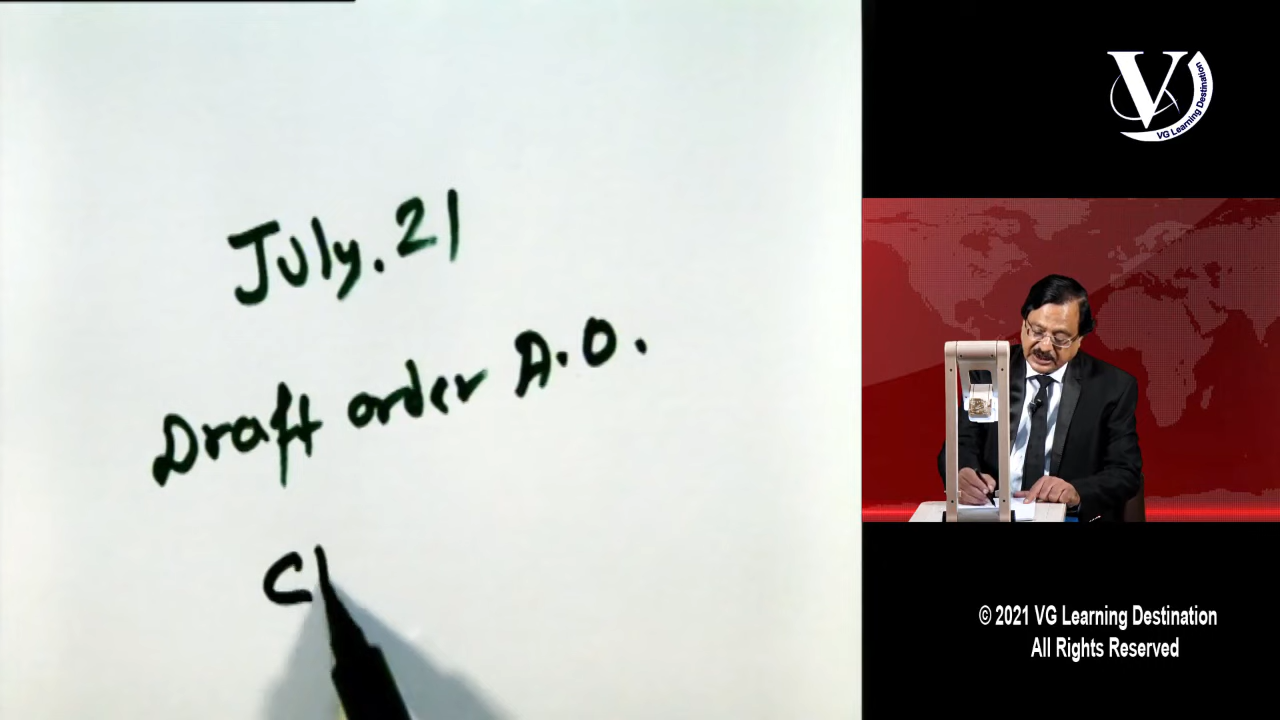 July. 21
Draft order A.O.
VG Learning Destination
© 2021 VG Learning Destination
All Rights Reserved